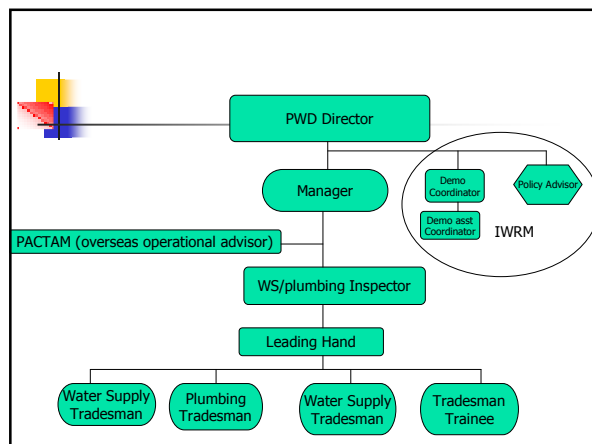 PWD Director
Manager
Demo
Coordinator
Policy Advisor
Demo asst
Coordinator
IWRM
PACTAM (overseas operational advisor)
WS/plumbing Inspector
Leading Hand
Water Supply
Tradesman
Plumbing
Tradesman
Water Supply
Tradesman
Tradesman
Trainee